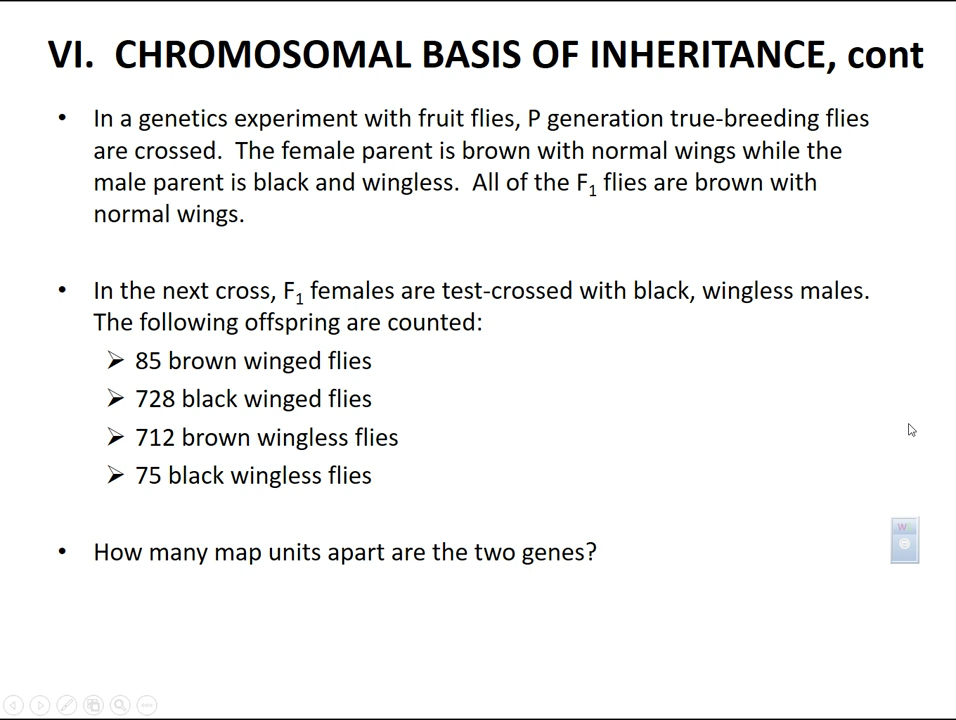 VI. CHROMOSOMAL BASIS OF INHERITANCE, cont
• In a genetics experiment with fruit flies, P generation true-breeding flies
are crossed. The female parent is brown with normal wings while the
male parent is black and wingless. All of the F1 flies are brown with
normal wings.
• In the next cross, F1 females are test-crossed with black, wingless males.
The following offspring are counted:
➢ 85 brown winged flies
➢ 728 black winged flies
➢ 712 brown wingless flies
➢ 75 black wingless flies
• How many map units apart are the two genes?
W